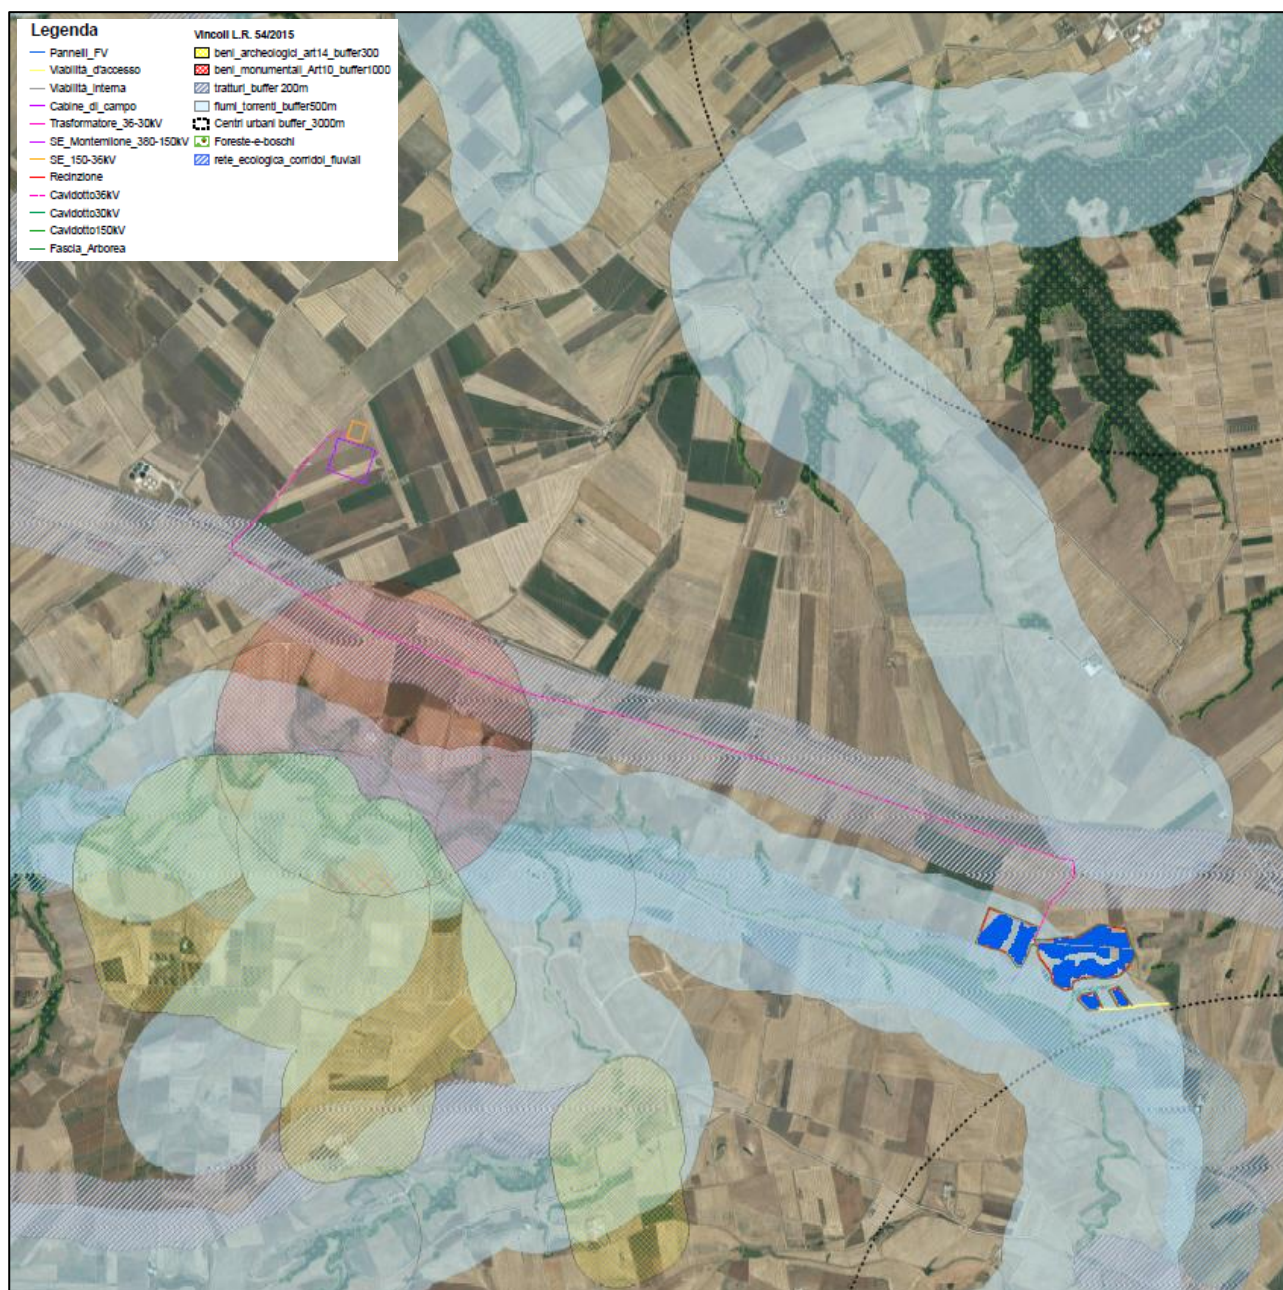 Legenda
Pannelli_FV
Viabilità_d'accesso
Viabilità_Interna
Cabine_di_campo
Trasformatore_36-30kV
SE_Montemilone_380-150kV
SE_150-36kV
Recinzione
Cavidotto36kV
Cavidotto30kV
Cavidotto150kV
Fascia_Arborea
Vincoli L.R. 54/2015
beni_archeologici_art14_buffer300
beni_monumentali_Art10_buffer1000
tratturi_buffer 200m
fiumi_torrenti_buffer500m
Centri urbani buffer_3000m
Foreste-e-boschi
rete_ecologica_corridoi_fluviali